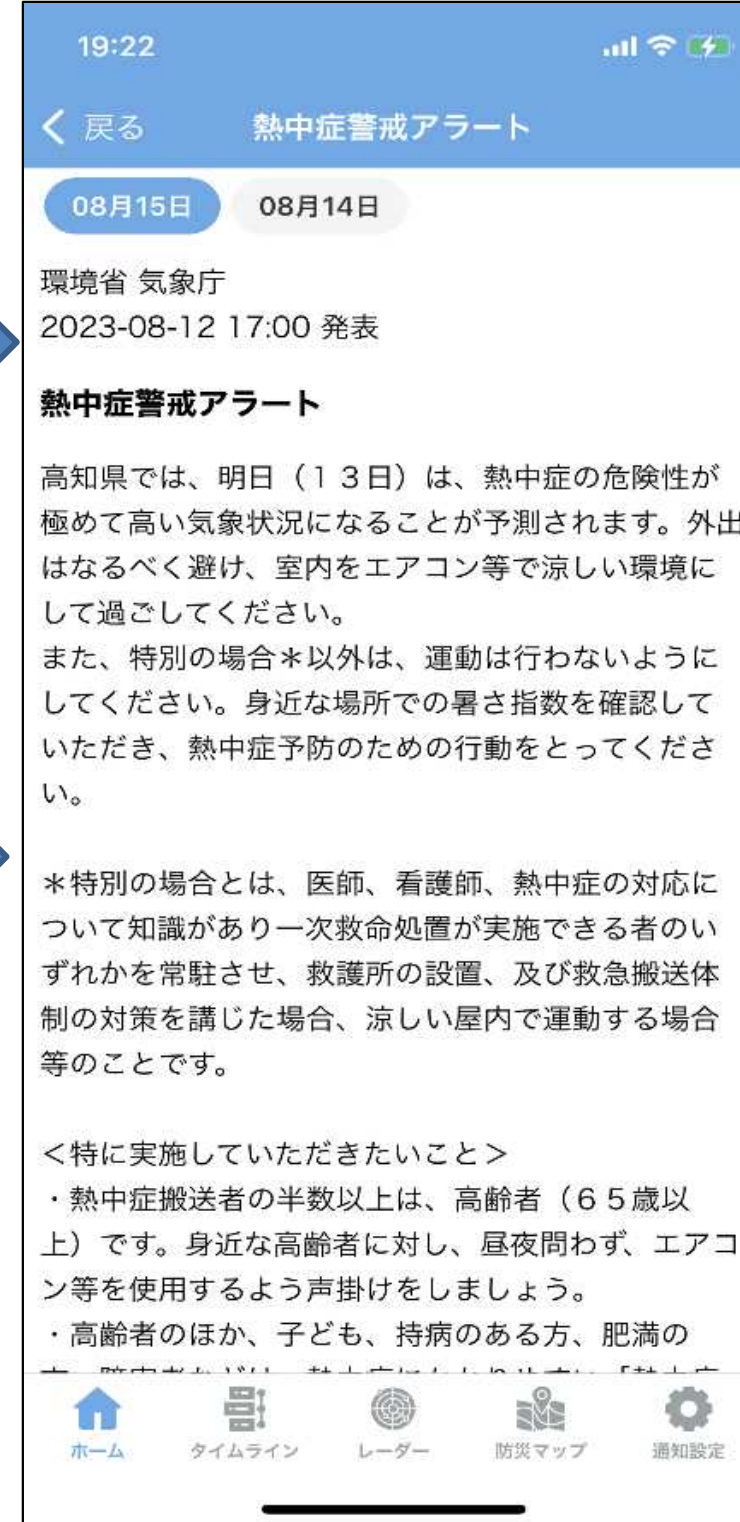 19:22
戻る 熱中症警戒アラート
08月15日 08月14日
環境省 気象庁
2023-08-12 17:00 発表
熱中症警戒アラート
高知県では、明日（１３日）は、熱中症の危険性が
極めて高い気象状況になることが予測されます。外出
はなるべく避け、室内をエアコン等で涼しい環境に
して過ごしてください。
また、特別の場合＊以外は、運動は行わないように
してください。身近な場所での暑さ指数を確認して
いただき、熱中症予防のための行動をとってくださ
い。
＊特別の場合とは、医師、看護師、熱中症の対応に
ついて知識があり一次救命処置が実施できる者のい
ずれかを常駐させ、救護所の設置、及び救急搬送体
制の対策を講じた場合、涼しい屋内で運動する場合
等のことです。
＜特に実施していただきたいこと＞
・熱中症搬送者の半数以上は、高齢者（６５歳以
上）です。身近な高齢者に対し、昼夜問わず、エアコ
ン等を使用するよう声掛けをしましょう。
・高齢者のほか、子ども、持病のある方、肥満の
ホーム タイムライン レーダー 防災マップ 通知設定